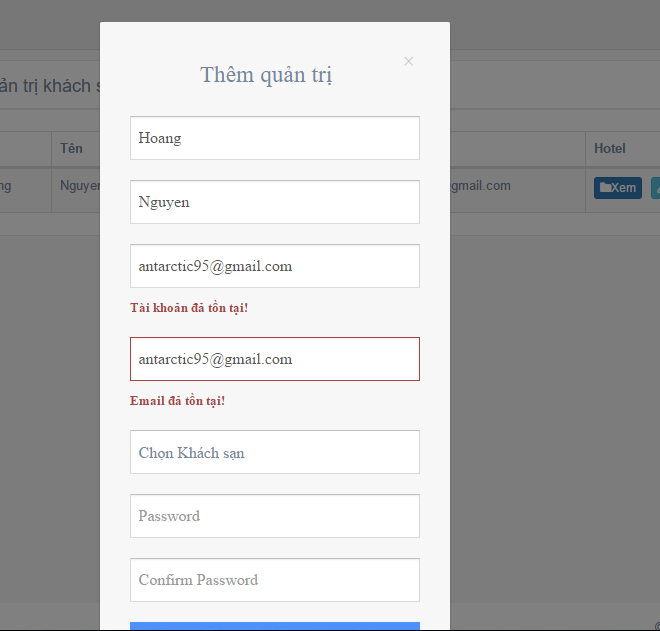 Thêm quản trị
×
ản trị khách s
Hoang
Tên
Hotel
ng
Nguyen
gmail.com
Xem
Nguyen
antarctic95@gmail.com
Tài khoản đã tồn tại!
antarctic95@gmail.com
Email đã tồn tại!
Chọn Khách sạn
Password
Confirm Password